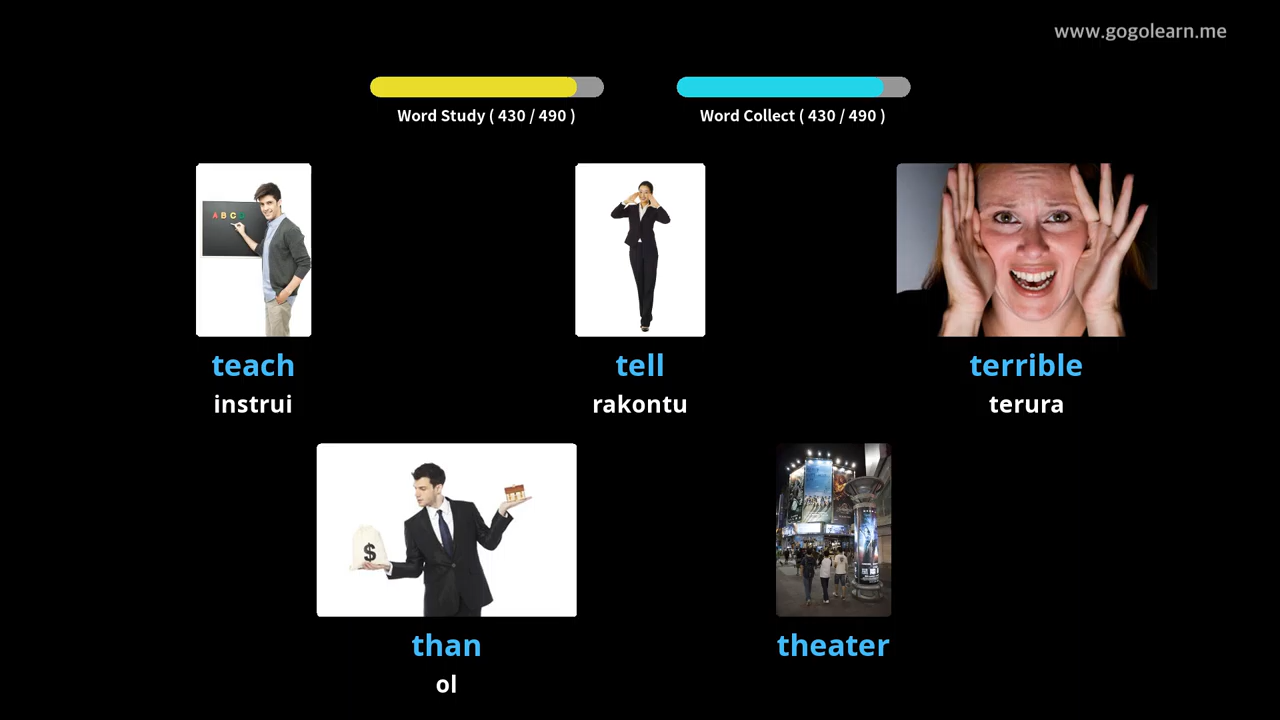 www.gogolearn.me
Word Study ( 430 / 490 )
Word Collect ( 430 / 490 )
A B C
$
teach
instrui
tell
rakontu
terrible
terura
than
ol
theater